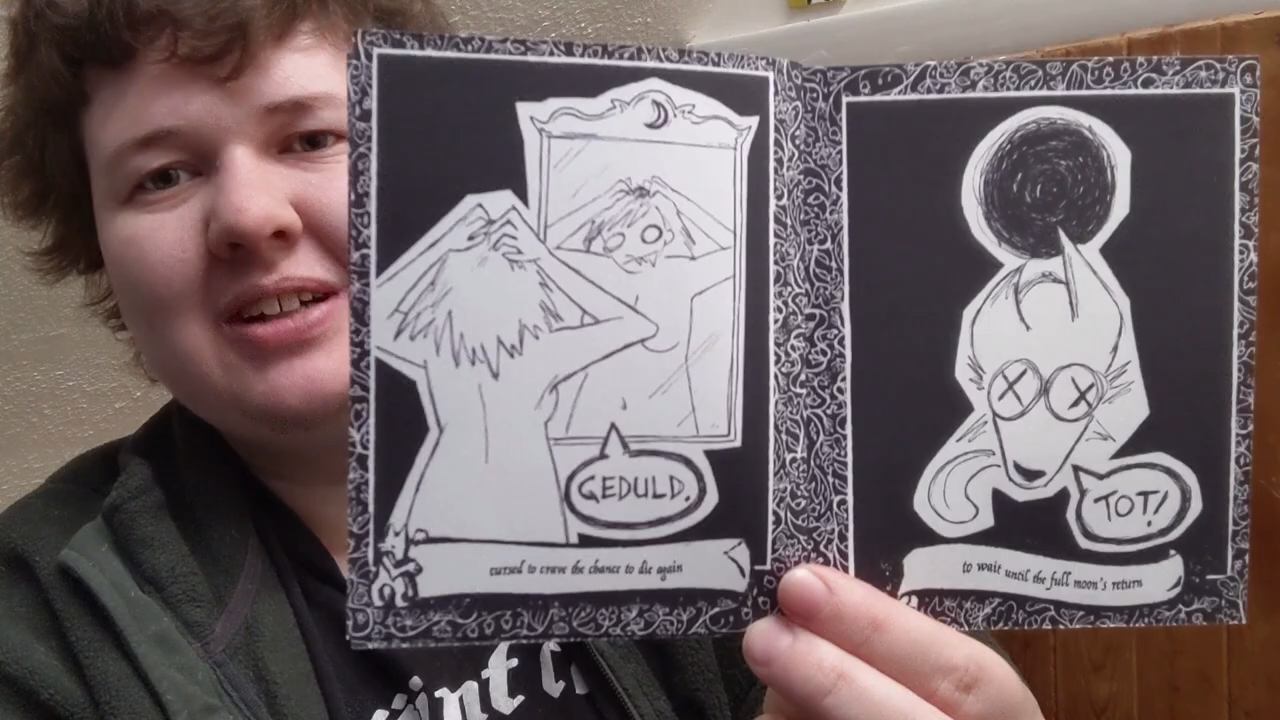 GEDULD.
cursed to crave the chance to die again
TOT!
to wait until the full moon's return